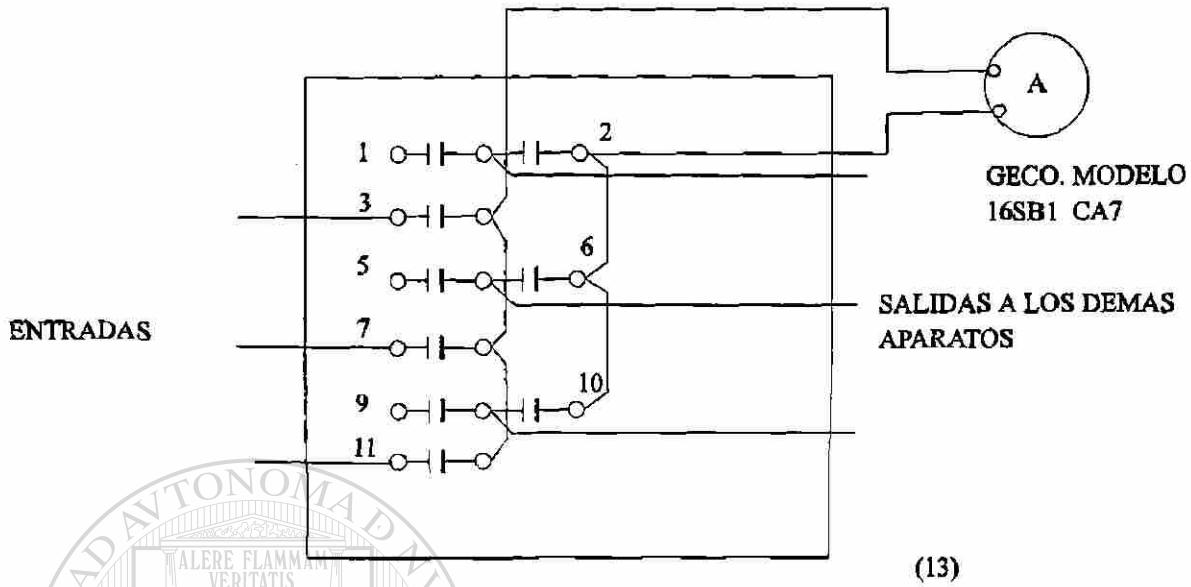 A
1
2
GECO. MODELO
16SB1 CA7
3
6
5
SALIDAS A LOS DEMAS
APARATOS
ENTRADAS
7
10
9
11
(13)
ALERE FLAMMAM
VERITATIS